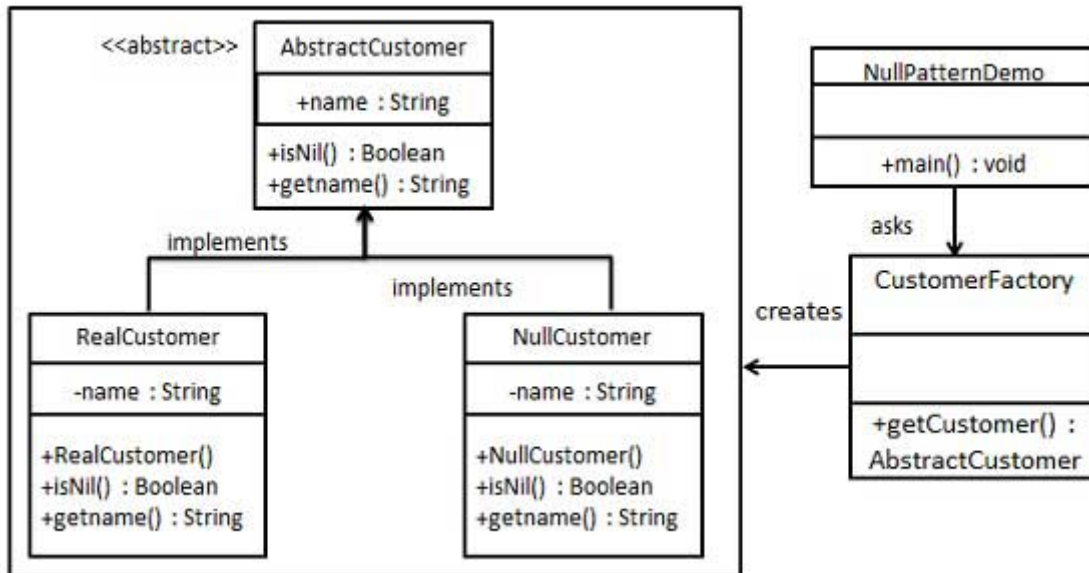 <<abstract>>
AbstractCustomer
+name : String
+isNil() : Boolean
+getname() : String
implements
implements
RealCustomer
-name : String
+RealCustomer()
+isNil() : Boolean
+getname() : String
NullCustomer
-name : String
+NullCustomer()
+isNil() : Boolean
+getname() : String
NullPatternDemo
+main() : void
asks
CustomerFactory
creates
+getCustomer() :
AbstractCustomer